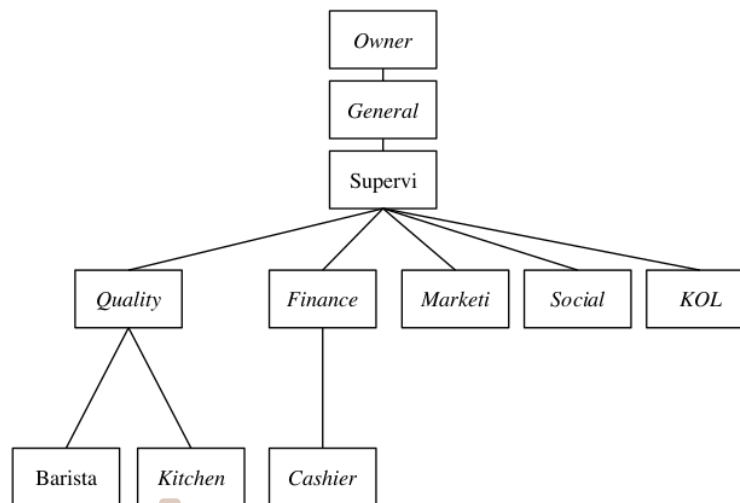 Owner
General
Supervi
Quality
Finance
Marketi
Social
KOL
Barista
Kitchen
Cashier